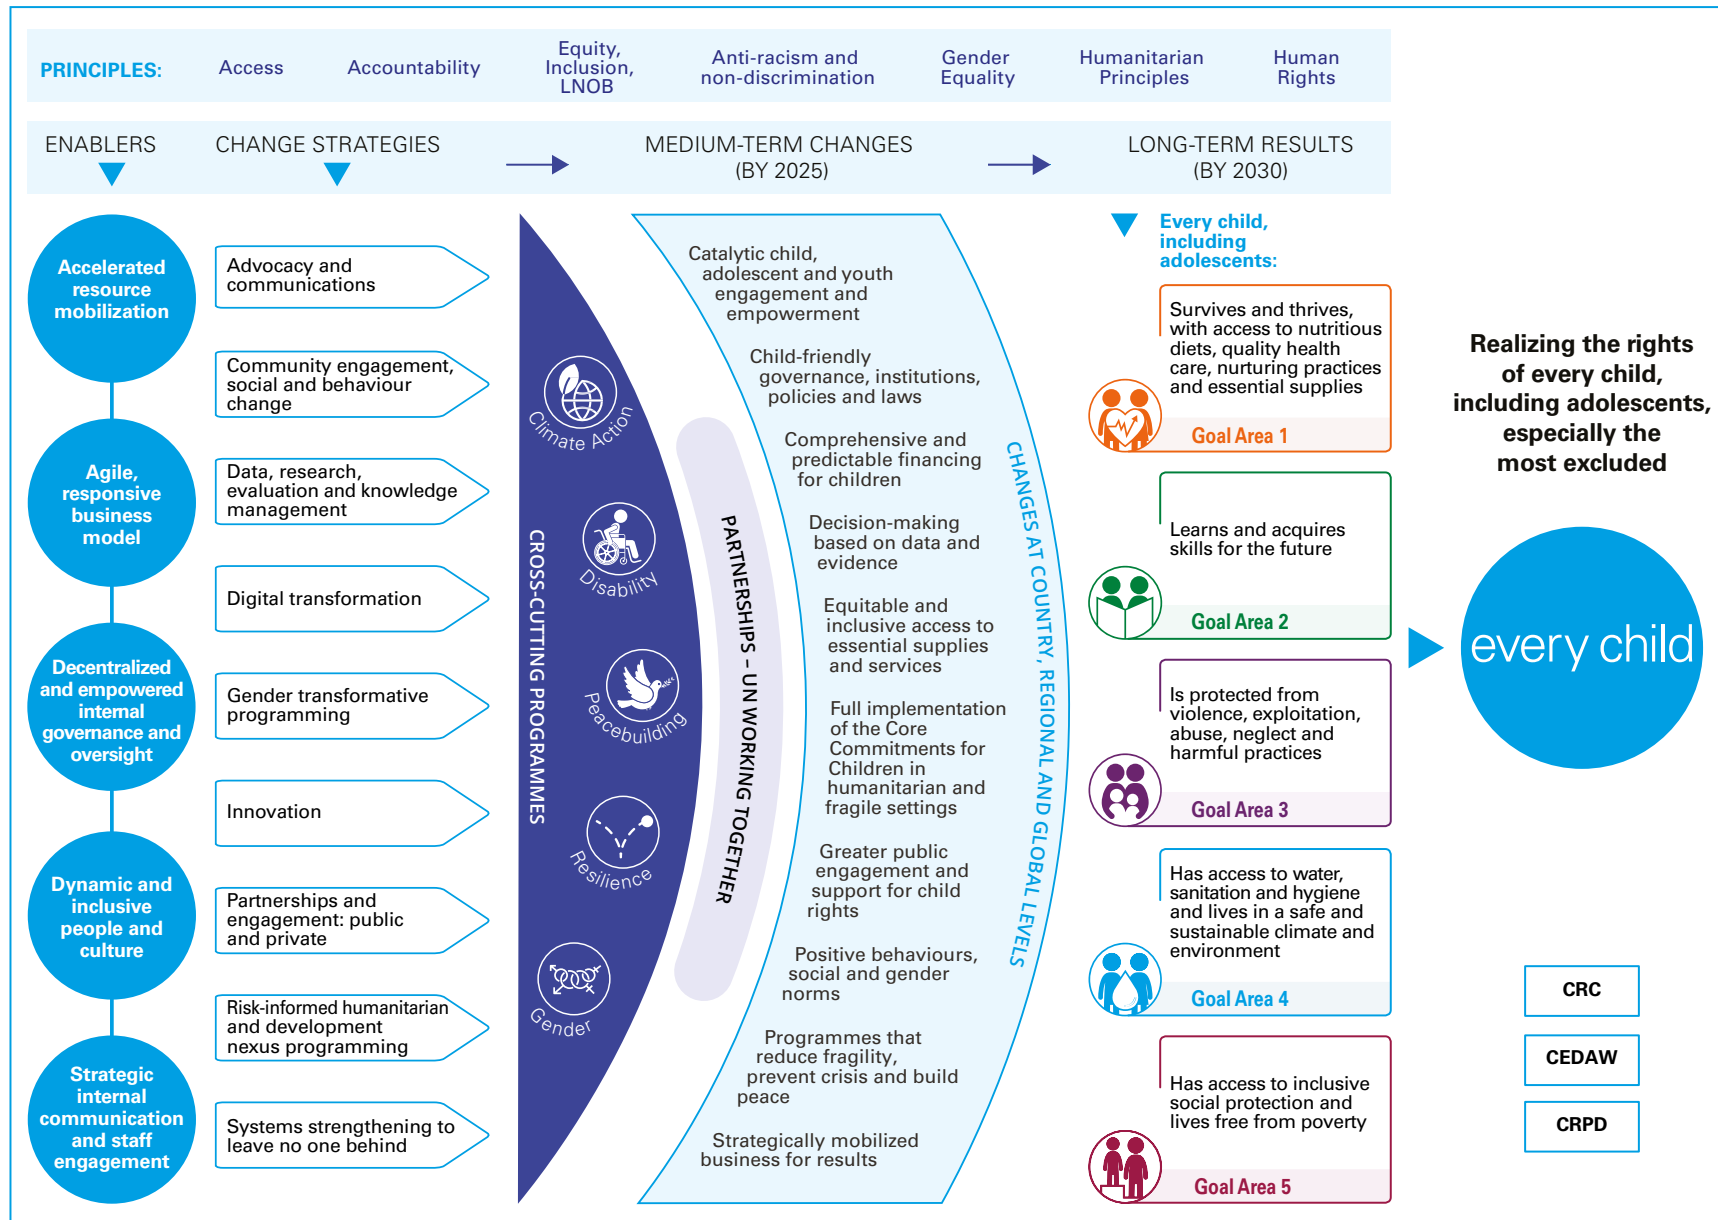 PRINCIPLES:
Access
Accountability
Equity,
Inclusion,
LNOB
Anti-racism and
non-discrimination
Gender
Equality
Humanitarian
Principles
Human
Rights
ENABLERS
CHANGE STRATEGIES
MEDIUM-TERM CHANGES
(BY 2025)
LONG-TERM RESULTS
(BY 2030)
Accelerated
resource
mobilization
Agile,
responsive
business
model
Decentralized
and empowered
internal
governance and
oversight
Dynamic and
inclusive
people and
culture
Strategic
internal
communication
and staff
engagement
Advocacy and
communications
Community engagement,
social and behaviour
change
Data, research,
evaluation and knowledge
management
Digital transformation
Gender transformative
programming
Innovation
Partnerships and
engagement: public
and private
Risk-informed humanitarian
and development
nexus programming
Systems strengthening to
leave no one behind
CROSS-CUTTING PROGRAMMES
Climate Action
Disability
Peacebuilding
Resilience
Gender
PARTNERSHIPS – UN WORKING TOGETHER
Catalytic child,
adolescent and youth
engagement and
empowerment
Child-friendly
governance, institutions,
policies and laws
Comprehensive and
predictable financing
for children
Decision-making
based on data and
evidence
Equitable and
inclusive access to
essential supplies
and services
Full implementation
of the Core
Commitments for
Children in
humanitarian and
fragile settings
Greater public
engagement and
support for child
rights
Positive behaviours,
social and gender
norms
Programmes that
reduce fragility,
prevent crisis and build
peace
Strategically mobilized
business for results
CHANGES AT COUNTRY, REGIONAL AND GLOBAL LEVELS
Every child,
including
adolescents:
Survives and thrives,
with access to nutritious
diets, quality health
care, nurturing practices
and essential supplies
Goal Area 1
Learns and acquires
skills for the future
Goal Area 2
Is protected from
violence, exploitation,
abuse, neglect and
harmful practices
Goal Area 3
Has access to water,
sanitation and hygiene
and lives in a safe and
sustainable climate and
environment
Goal Area 4
Has access to inclusive
social protection and
lives free from poverty
Goal Area 5
Realizing the rights
of every child,
including adolescents,
especially the
most excluded
every child
CRC
CEDAW
CRPD